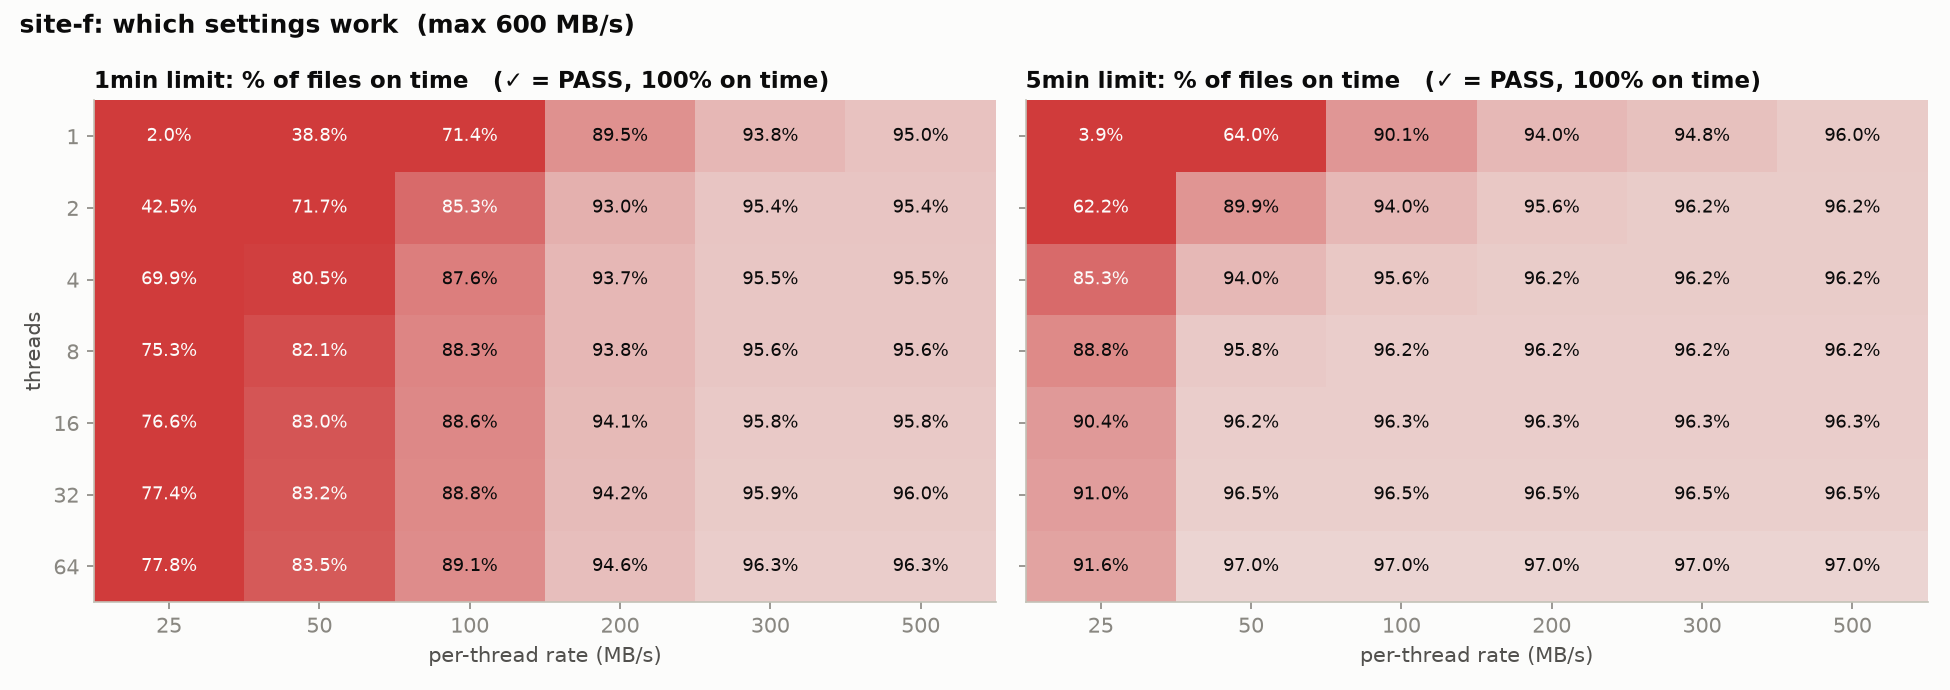 site-f: which settings work  (max 600 MB/s)
1min limit: % of files on time   (✓ = PASS, 100% on time)
threads
1 2.0% 38.8% 71.4% 89.5% 93.8% 95.0%
2 42.5% 71.7% 85.3% 93.0% 95.4% 95.4%
4 69.9% 80.5% 87.6% 93.7% 95.5% 95.5%
8 75.3% 82.1% 88.3% 93.8% 95.6% 95.6%
16 76.6% 83.0% 88.6% 94.1% 95.8% 95.8%
32 77.4% 83.2% 88.8% 94.2% 95.9% 96.0%
64 77.8% 83.5% 89.1% 94.6% 96.3% 96.3%
25 50 100 200 300 500
per-thread rate (MB/s)
5min limit: % of files on time   (✓ = PASS, 100% on time)
3.9% 64.0% 90.1% 94.0% 94.8% 96.0%
62.2% 89.9% 94.0% 95.6% 96.2% 96.2%
85.3% 94.0% 95.6% 96.2% 96.2% 96.2%
88.8% 95.8% 96.2% 96.2% 96.2% 96.2%
90.4% 96.2% 96.3% 96.3% 96.3% 96.3%
91.0% 96.5% 96.5% 96.5% 96.5% 96.5%
91.6% 97.0% 97.0% 97.0% 97.0% 97.0%
25 50 100 200 300 500
per-thread rate (MB/s)